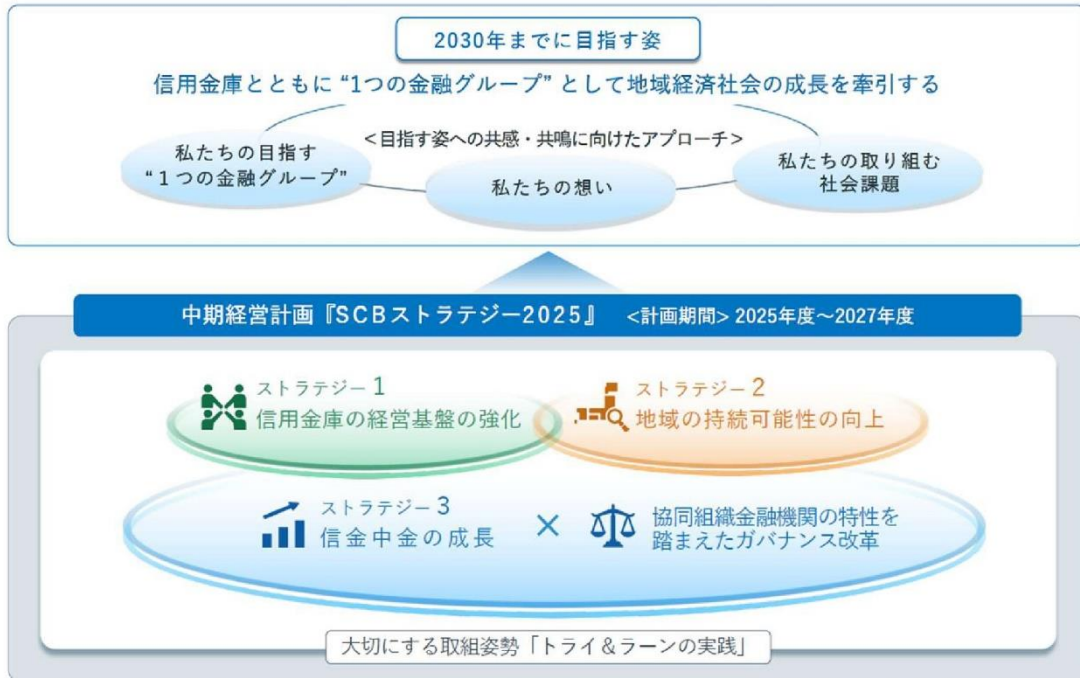 2030年までに目指す姿
信用金庫とともに“1つの金融グループ”として地域経済社会の成長を牽引する
<目指す姿への共感・共鳴に向けたアプローチ>
私たちの目指す
“1つの金融グループ”
私たちの想い
私たちの取り組む
社会課題
中期経営計画『SCBストラテジー2025』 <計画期間> 2025年度～2027年度
ストラテジー 1
信用金庫の経営基盤の強化
ストラテジー 2
地域の持続可能性の向上
ストラテジー 3
信金中金の成長
×
協同組織金融機関の特性を
踏まえたガバナンス改革
大切にする取組姿勢「トライ＆ラーンの実践」